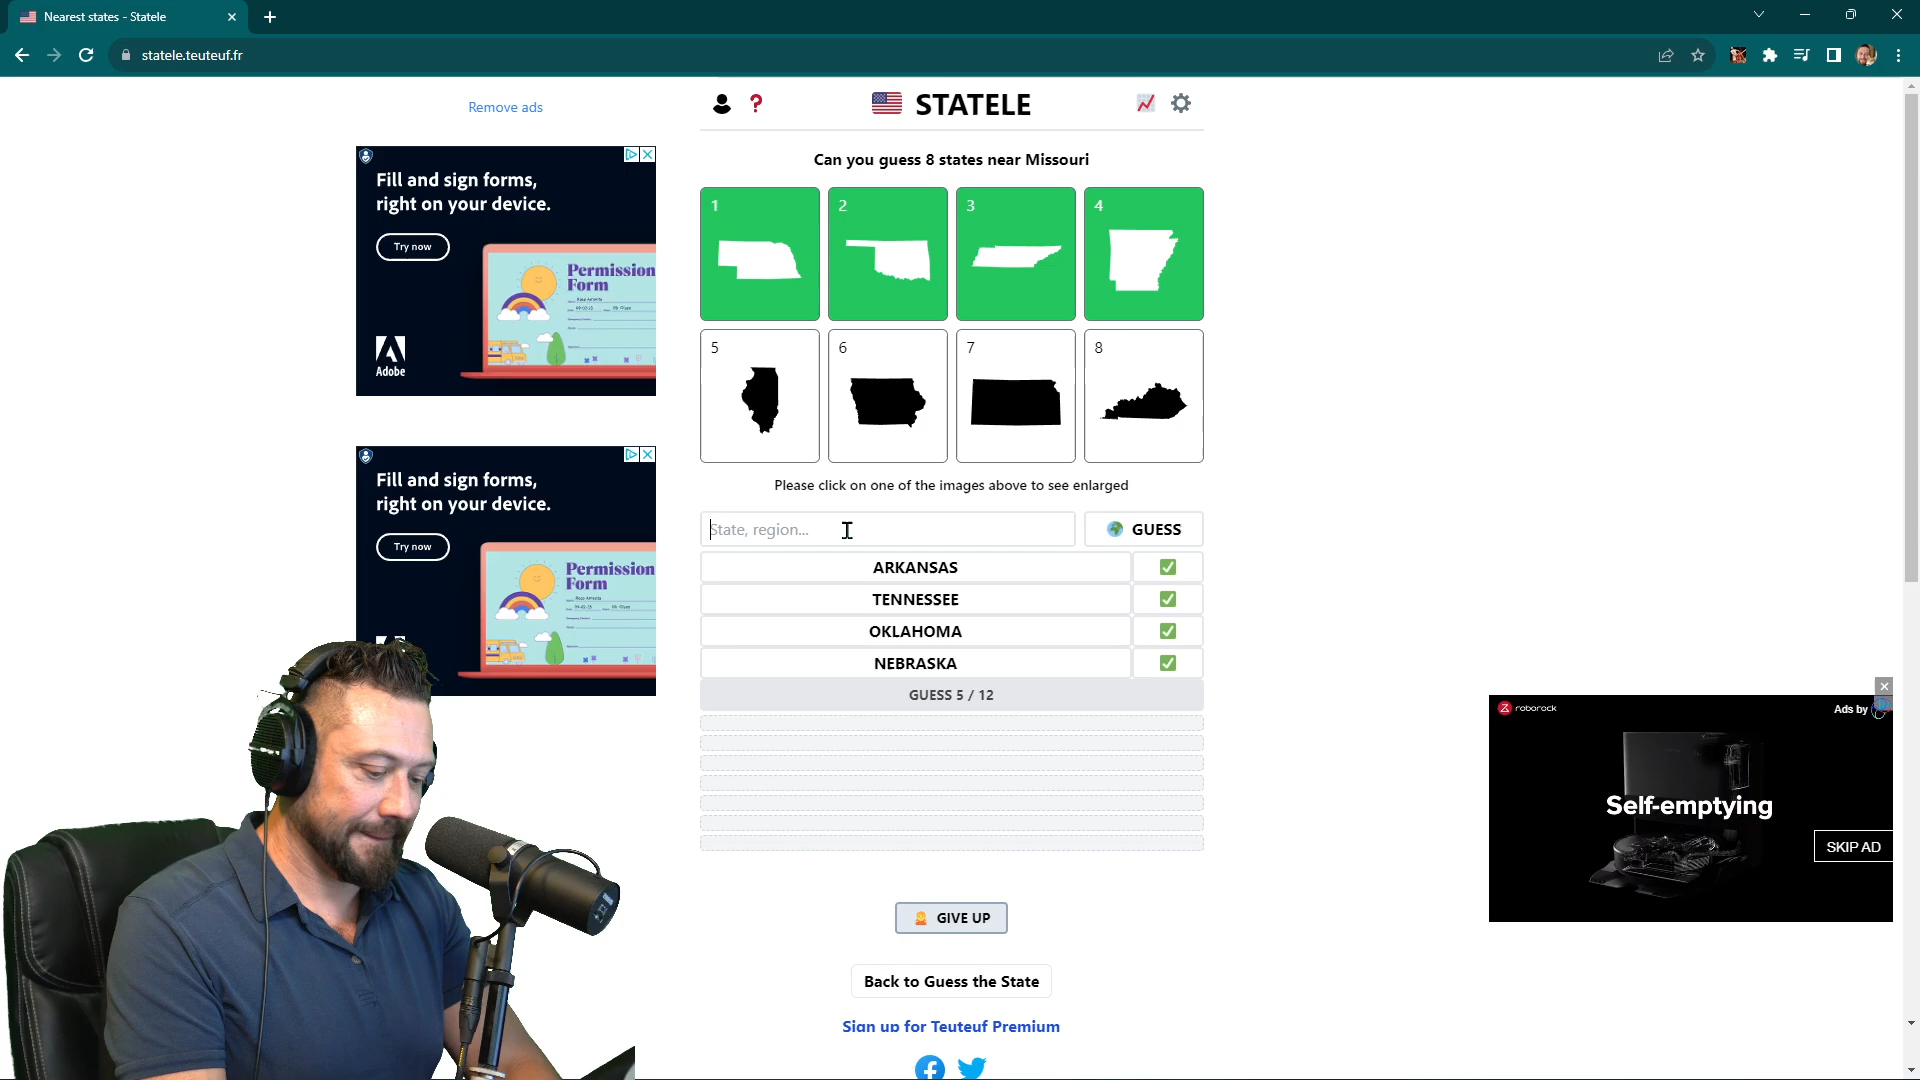 Nearest states - Statele
statele.teuteuf.fr
Remove ads
? STATELE
Can you guess 8 states near Missouri
1 2 3 4
5 6 7 8
Please click on one of the images above to see enlarged
State, region...
GUESS
ARKANSAS
TENNESSEE
OKLAHOMA
NEBRASKA
GUESS 5 / 12
GIVE UP
Back to Guess the State
Sign up for Teuteuf Premium
Fill and sign forms,
right on your device.
Try now
Permission
Form
Adobe
Fill and sign forms,
right on your device.
Try now
Permission
Form
roborock
Ads by
Self-emptying
SKIP AD